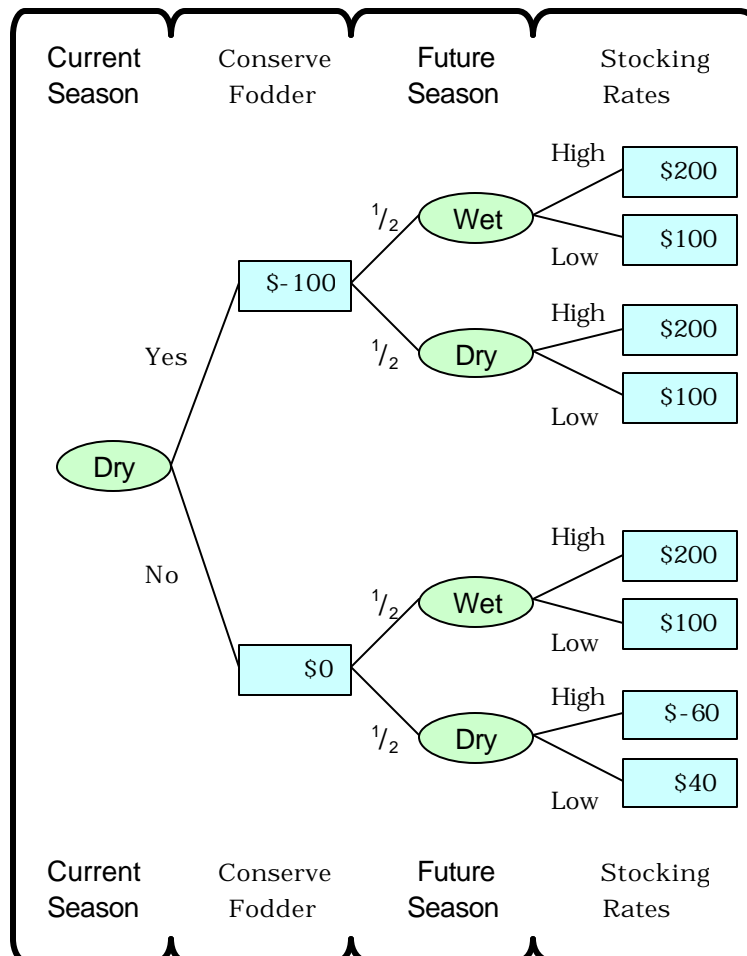 Current Season
Conserve Fodder
Future Season
Stocking Rates
High
$200
1/2
Wet
$100
Low
$-100
High
$200
1/2
Dry
Yes
$100
Low
Dry
High
$200
No
1/2
Wet
$100
Low
$0
High
$-60
1/2
Dry
$40
Low
Current Season
Conserve Fodder
Future Season
Stocking Rates